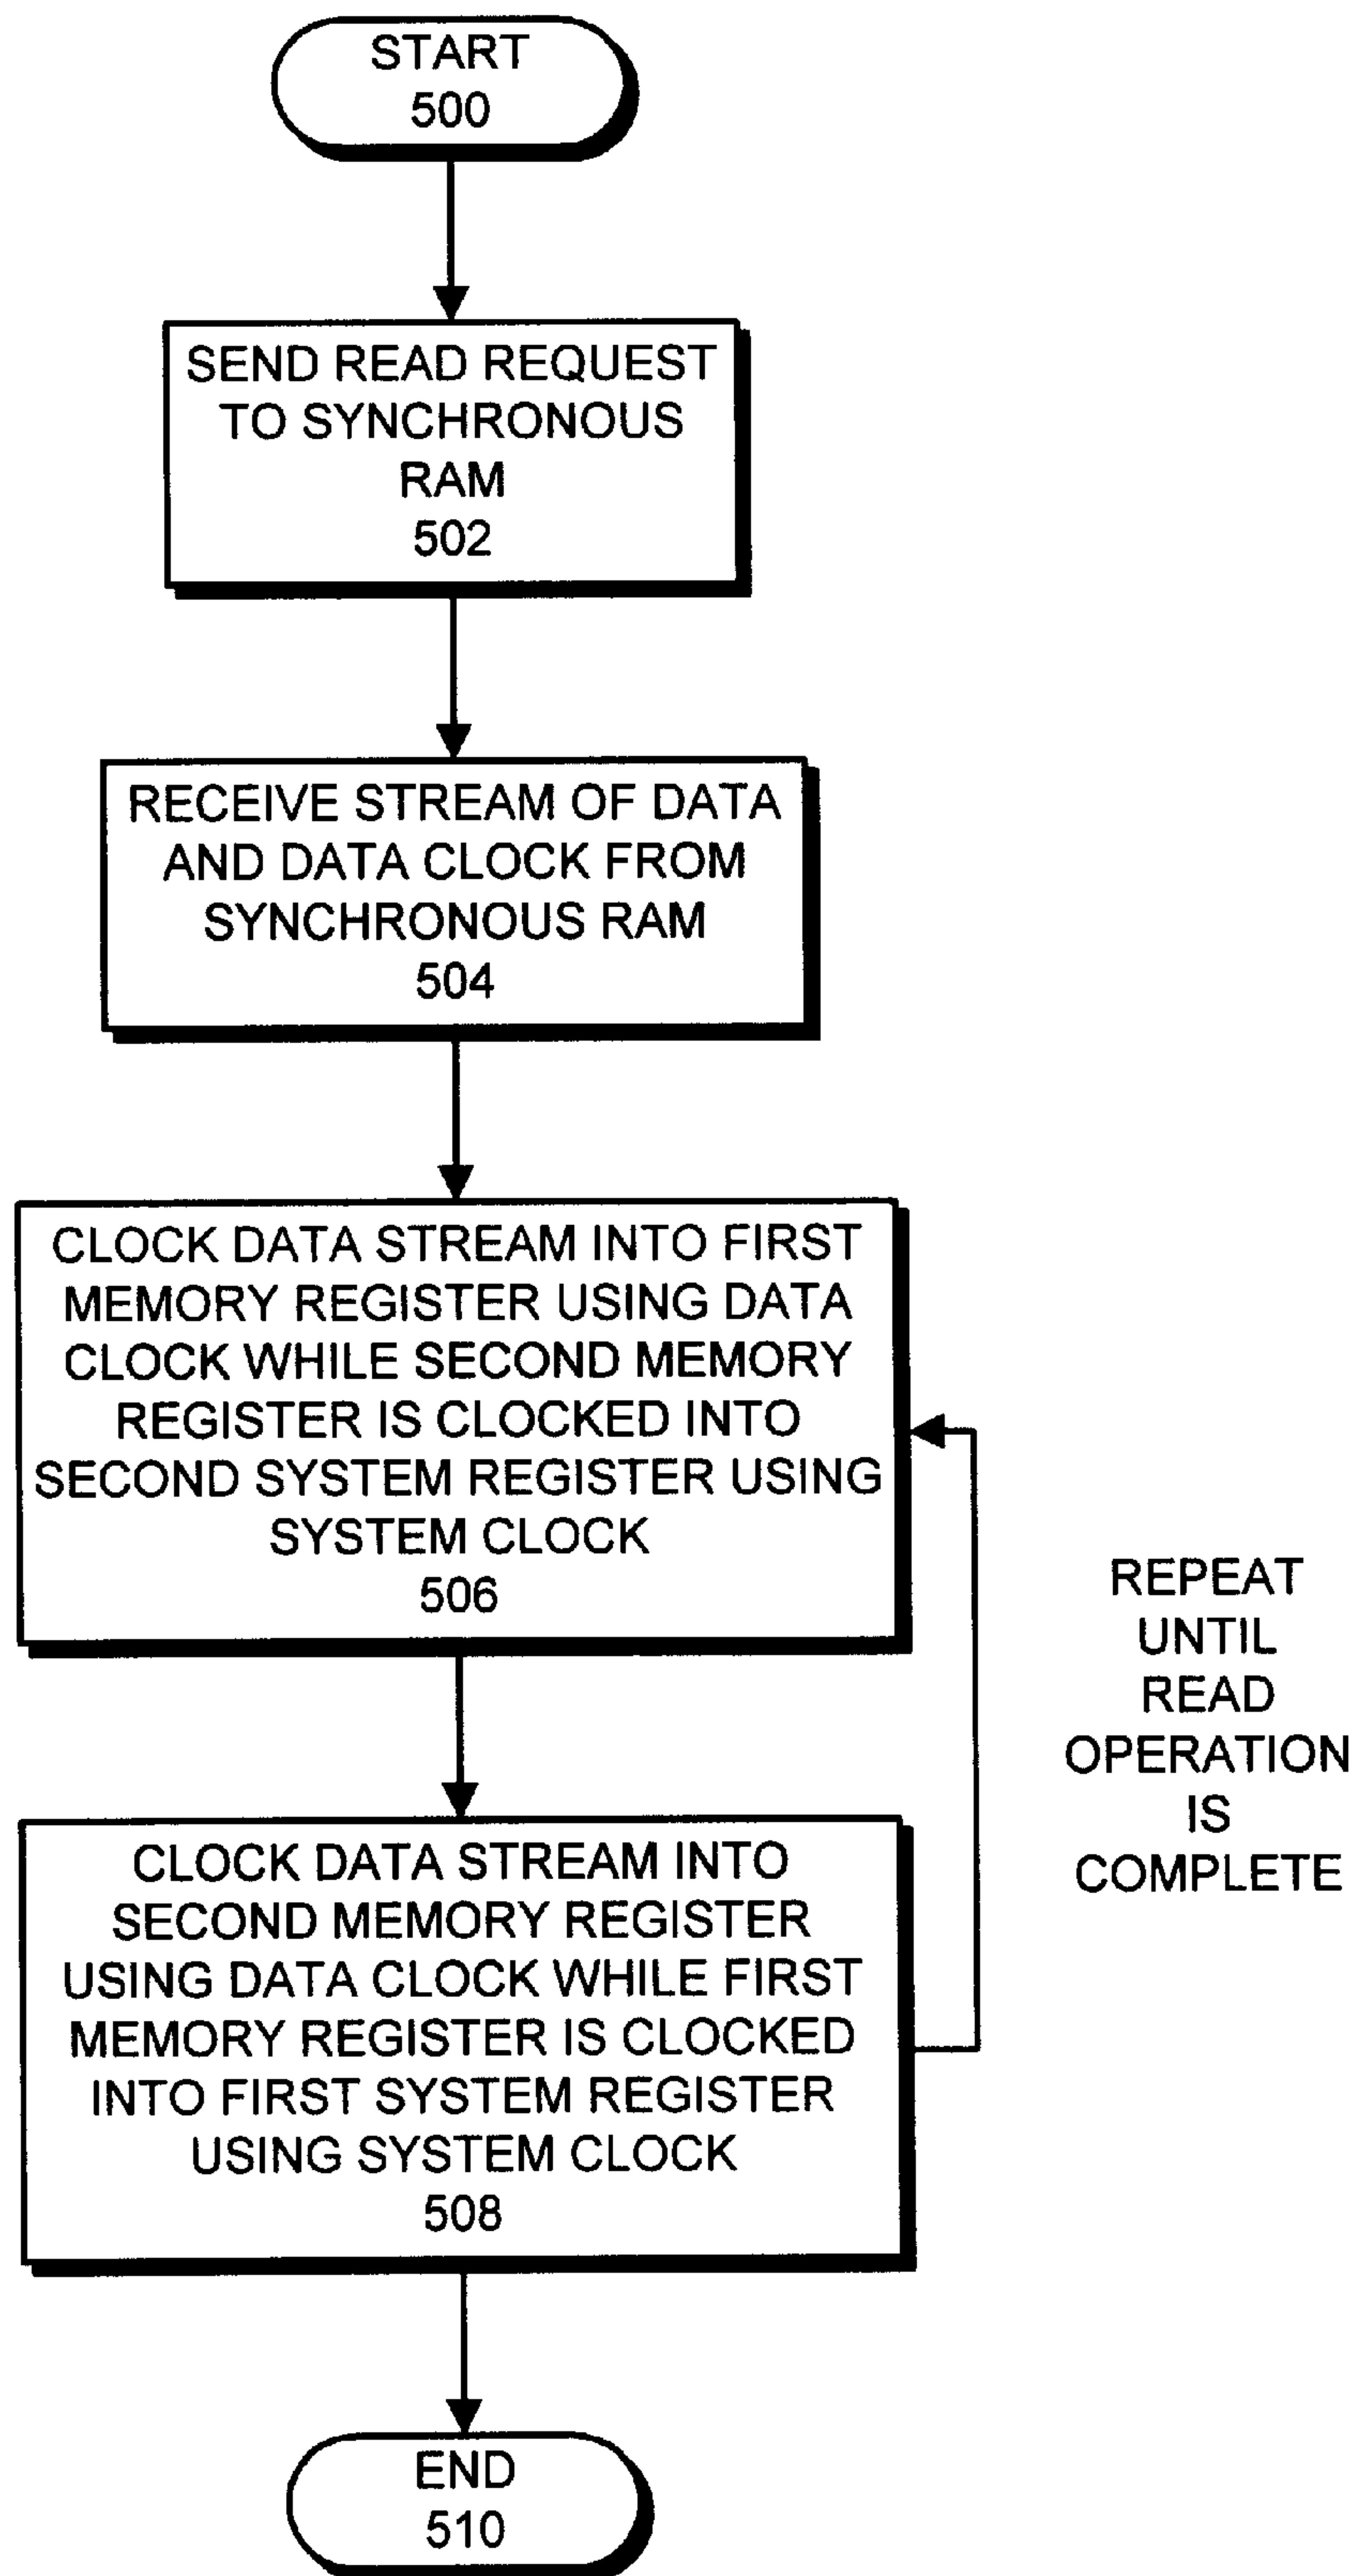 START
500
SEND READ REQUEST
TO SYNCHRONOUS
RAM
502
RECEIVE STREAM OF DATA
AND DATA CLOCK FROM
SYNCHRONOUS RAM
504
CLOCK DATA STREAM INTO FIRST
MEMORY REGISTER USING DATA
CLOCK WHILE SECOND MEMORY
REGISTER IS CLOCKED INTO
SECOND SYSTEM REGISTER USING
SYSTEM CLOCK
506
REPEAT
UNTIL
READ
OPERATION
IS
COMPLETE
CLOCK DATA STREAM INTO
SECOND MEMORY REGISTER
USING DATA CLOCK WHILE FIRST
MEMORY REGISTER IS CLOCKED
INTO FIRST SYSTEM REGISTER
USING SYSTEM CLOCK
508
END
510